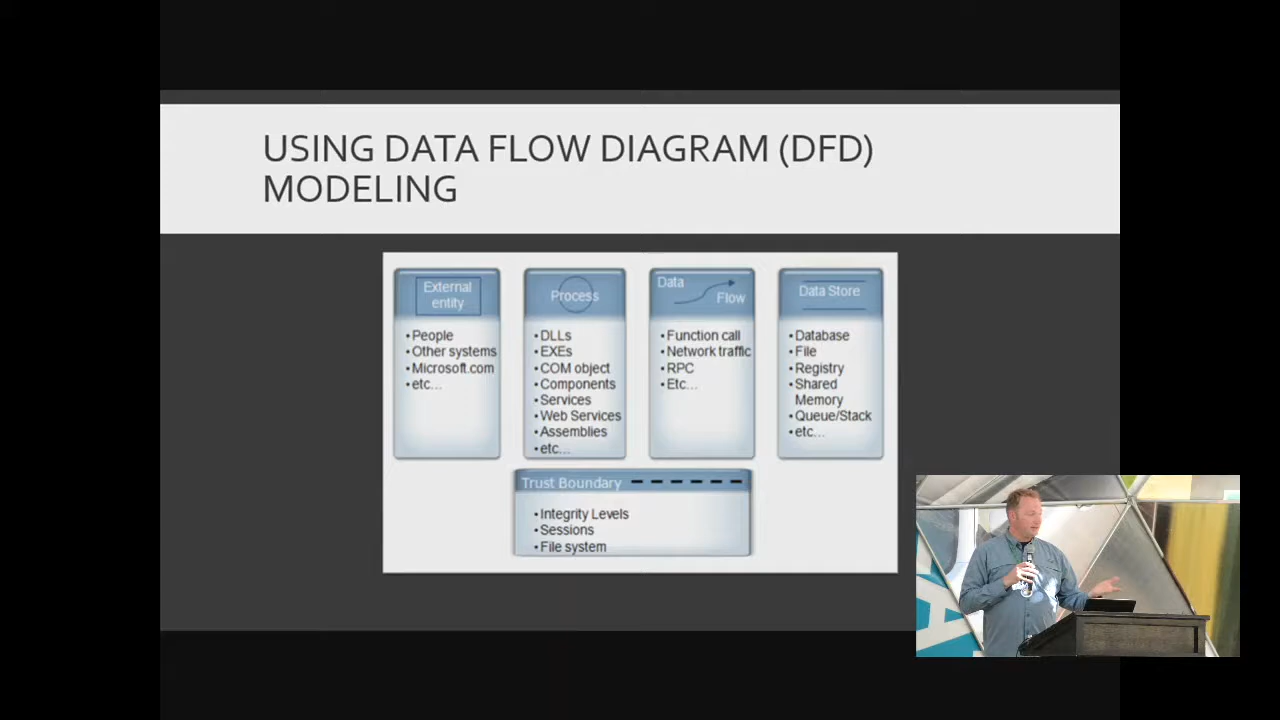 USING DATA FLOW DIAGRAM (DFD)
MODELING
External
entity
•People
•Other systems
•Microsoft.com
•etc...
Process
•DLLs
•EXEs
•COM object
•Components
•Services
•Web Services
•Assemblies
•etc...
Data
Flow
•Function call
•Network traffic
•RPC
•Etc...
Data Store
•Database
•File
•Registry
•Shared
Memory
•Queue/Stack
•etc...
Trust Boundary
•Integrity Levels
•Sessions
•File system